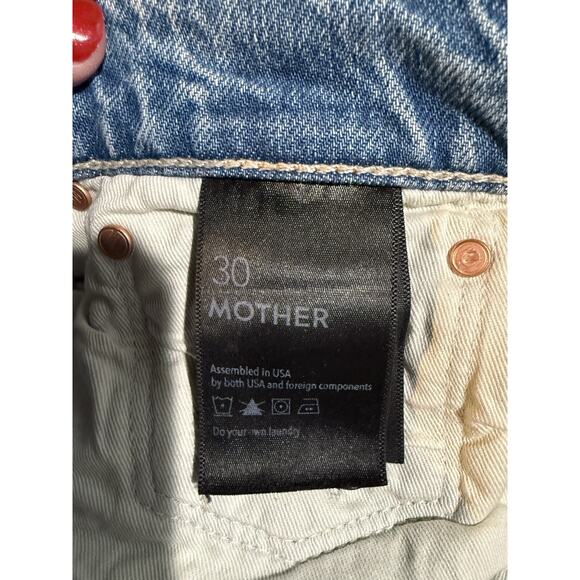 30
MOTHER
Assembled in USA
by both USA and foreign components
Do your own laundry